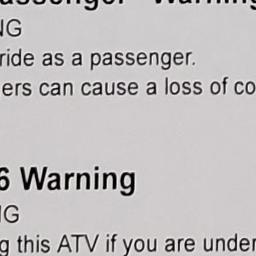 assenger Warning
NG
ride as a passenger.
ers can cause a loss of co
6 Warning
NG
g this ATV if you are under